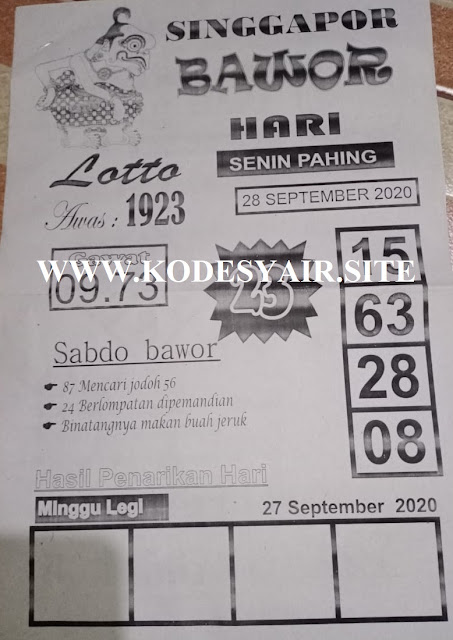 SINGGAPOR
BAWOR
HARI
SENIN PAHING
28 SEPTEMBER 2020
Lotto
Awas : 1923
Gawat
09.73
25
15
63
28
08
WWW.KODESYAIR.SITE
Sabdo bawor
87 Mencari jodoh 56
24 Berlompatan dipemandian
Binatangnya makan buah jeruk
Hasil Penarikan Hari
Minggu Legi
27 September 2020